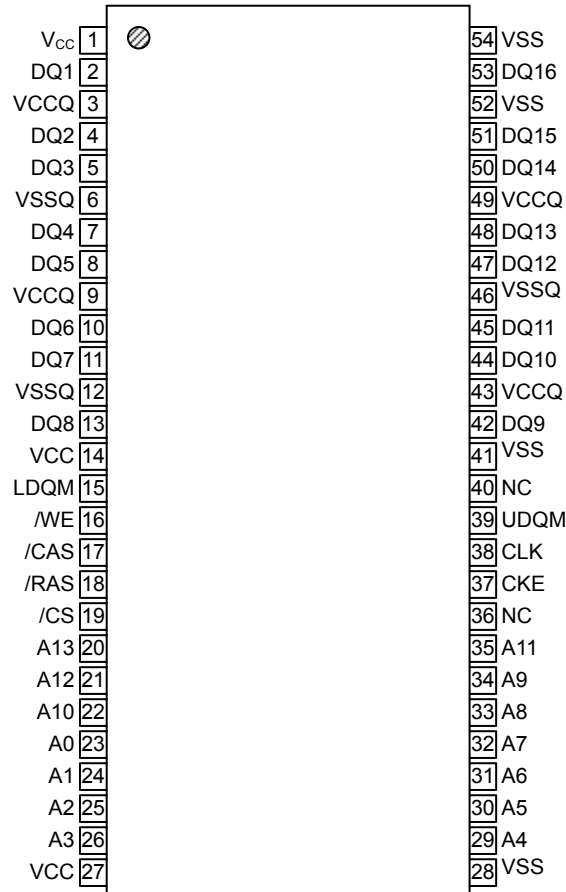 VCC 1 54 VSS
DQ1 2 53 DQ16
VCCQ 3 52 VSS
DQ2 4 51 DQ15
DQ3 5 50 DQ14
VSSQ 6 49 VCCQ
DQ4 7 48 DQ13
DQ5 8 47 DQ12
VCCQ 9 46 VSSQ
DQ6 10 45 DQ11
DQ7 11 44 DQ10
VSSQ 12 43 VCCQ
DQ8 13 42 DQ9
VCC 14 41 VSS
LDQM 15 40 NC
/WE 16 39 UDQM
/CAS 17 38 CLK
/RAS 18 37 CKE
/CS 19 36 NC
A13 20 35 A11
A12 21 34 A9
A10 22 33 A8
A0 23 32 A7
A1 24 31 A6
A2 25 30 A5
A3 26 29 A4
VCC 27 28 VSS